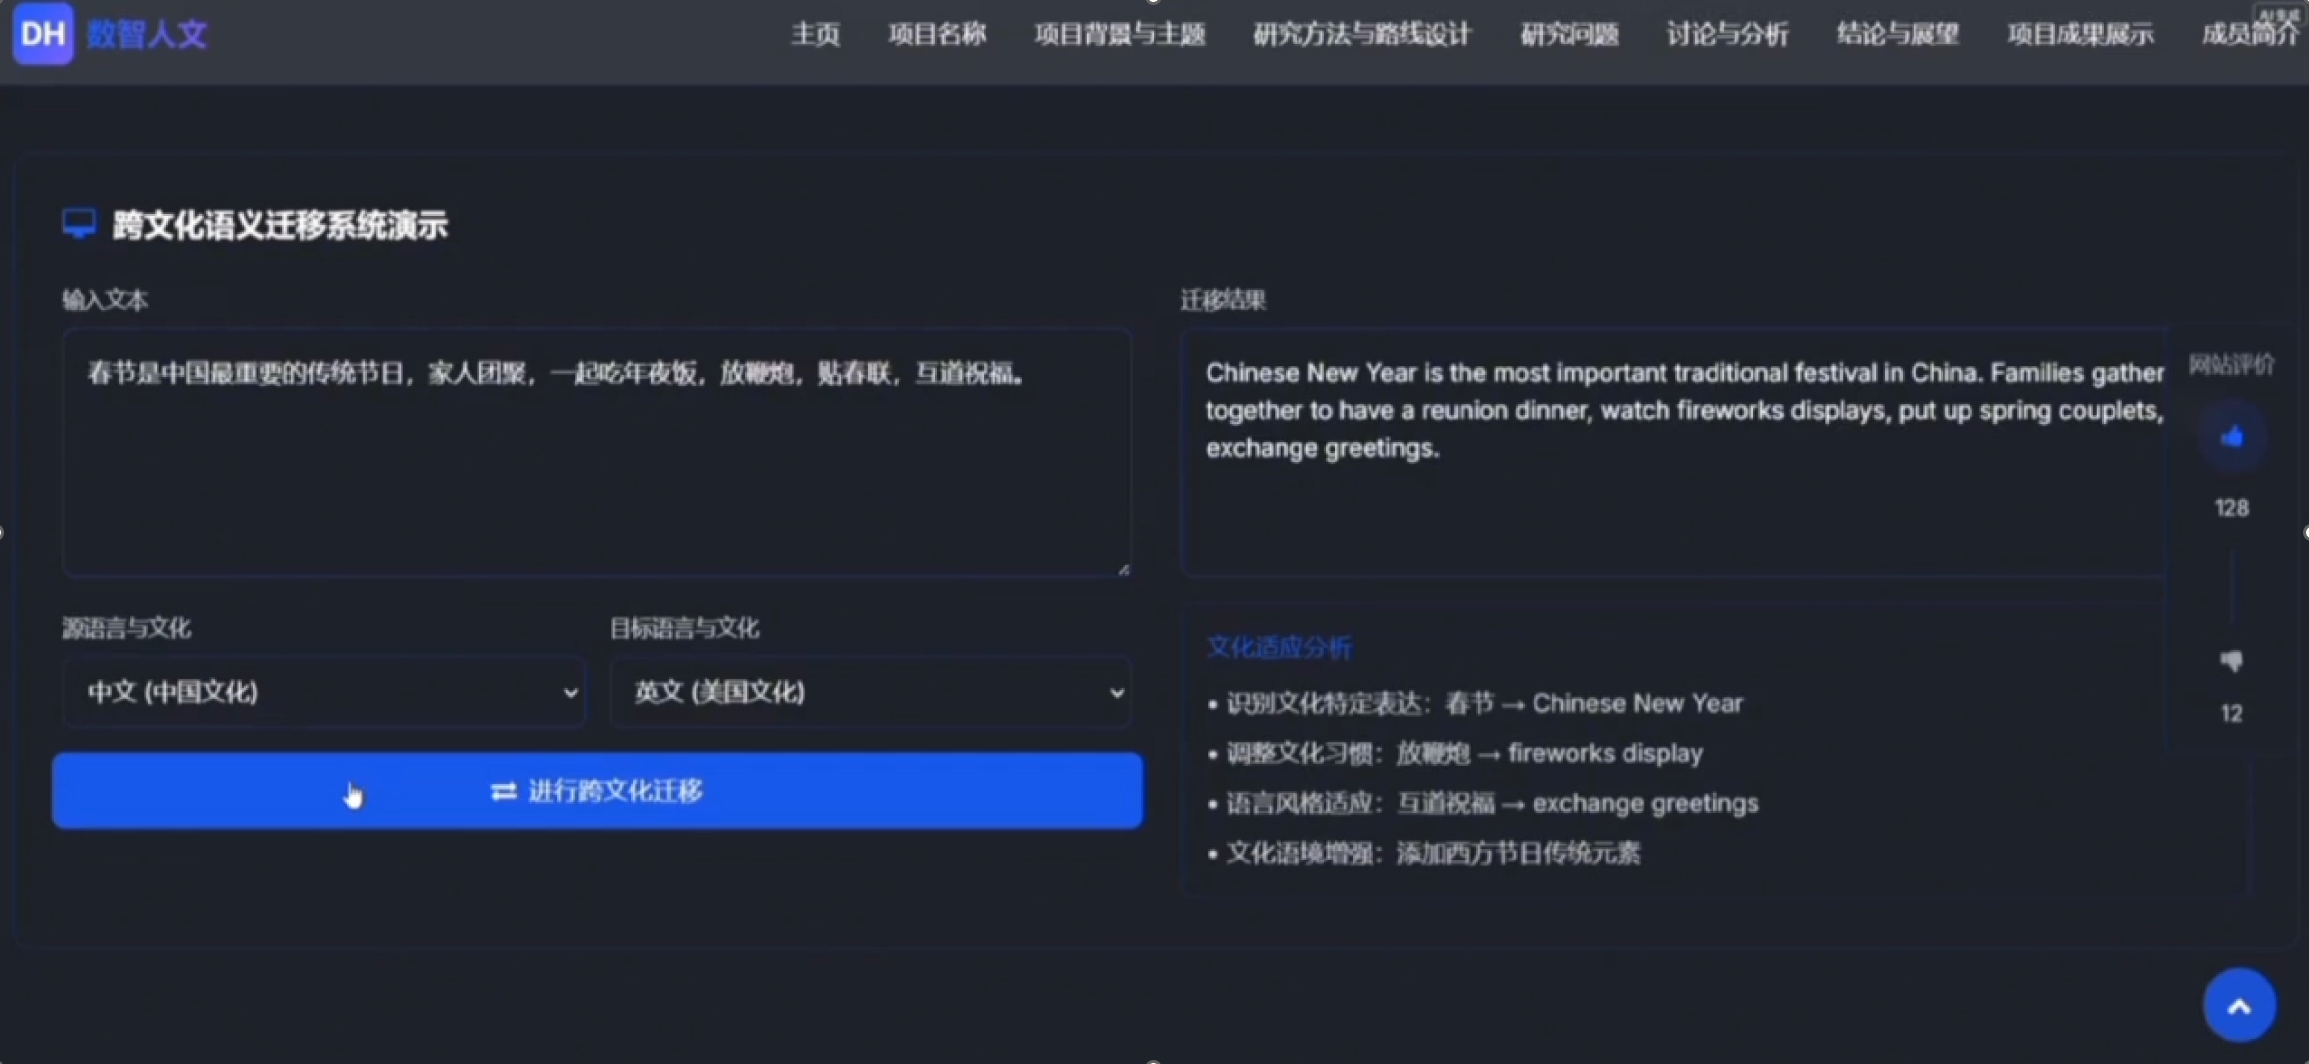 DH 数智人文
主页 项目名称 项目背景与主题 研究方法与路线设计 研究问题 讨论与分析 结论与展望 项目成果展示 成员简介
AI生成
跨文化语义迁移系统演示
输入文本
春节是中国最重要的传统节日，家人团聚，一起吃年夜饭，放鞭炮，贴春联，互道祝福。
源语言与文化
目标语言与文化
中文 (中国文化)
英文 (美国文化)
进行跨文化迁移
迁移结果
Chinese New Year is the most important traditional festival in China. Families gather
together to have a reunion dinner, watch fireworks displays, put up spring couplets,
exchange greetings.
文化适应分析
• 识别文化特定表达：春节 → Chinese New Year
• 调整文化习惯：放鞭炮 → fireworks display
• 语言风格适应：互道祝福 → exchange greetings
• 文化语境增强：添加西方节日传统元素
网站评价
128
12